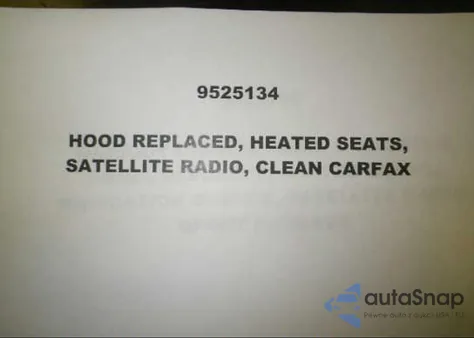 9525134
HOOD REPLACED, HEATED SEATS,
SATELLITE RADIO, CLEAN CARFAX
autaSnap